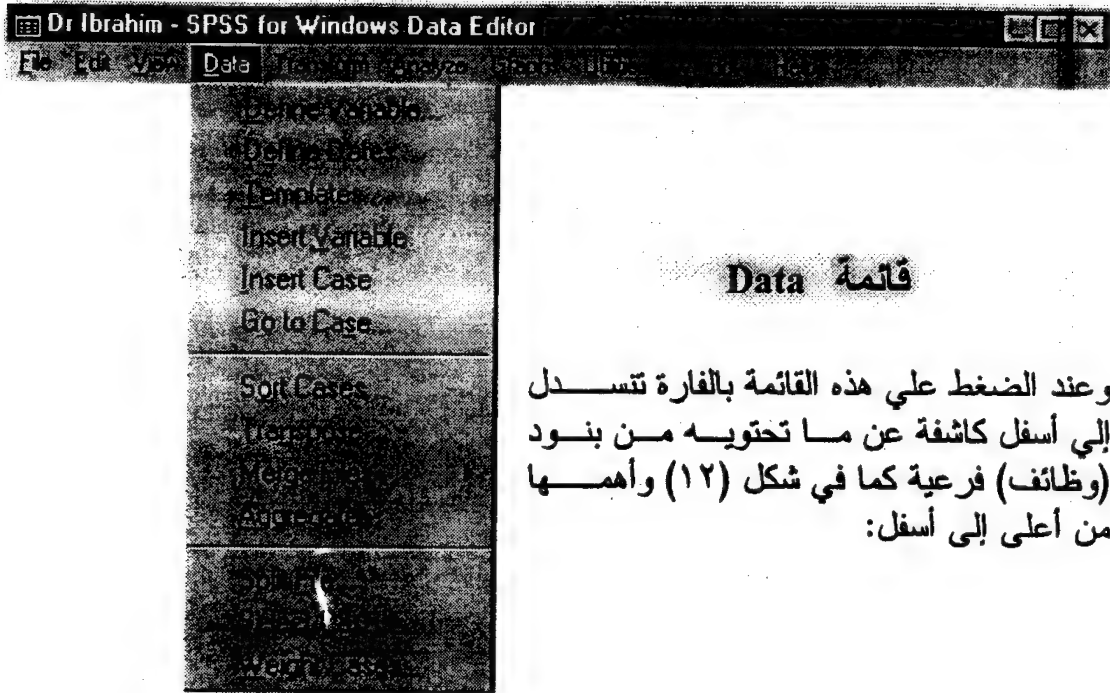 Dr Ibrahim - SPSS for Windows Data Editor
File Edit View Data Transform Analyze Graphs Utilities Help
Define Variable...
Define Dates...
Templates...
Insert Variable
Insert Case
Go to Case...
Sort Cases...
Transpose...
Merge
Aggregate...
Split File...
Select
Weight Cases...
قائمة Data
وعند الضغط علي هذه القائمة بالفارة تنسدل
إلي أسفل كاشفة عن ما تحتويه من بنود
(وظائف) فرعية كما في شكل (١٢) وأهمها
من أعلى إلى أسفل: